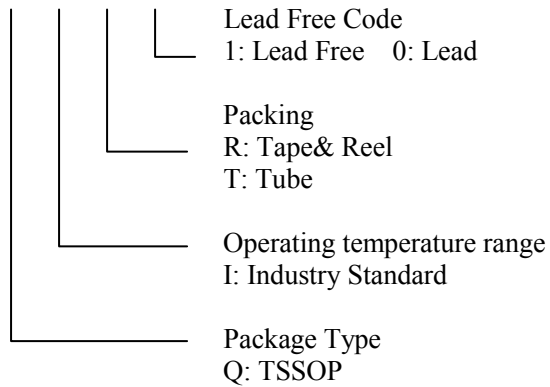 Lead Free Code
1: Lead Free 0: Lead
Packing
R: Tape& Reel
T: Tube
Operating temperature range
I: Industry Standard
Package Type
Q: TSSOP